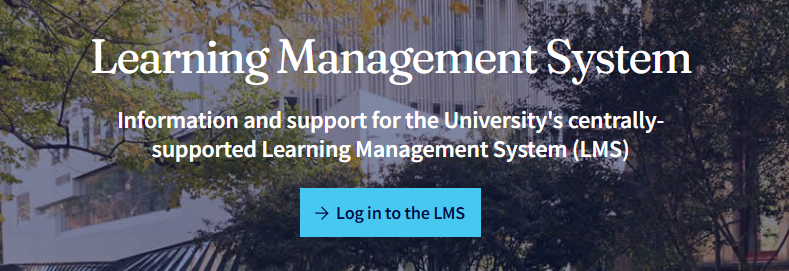 Learning Management System
Information and support for the University's centrally-
supported Learning Management System (LMS)
→ Log in to the LMS